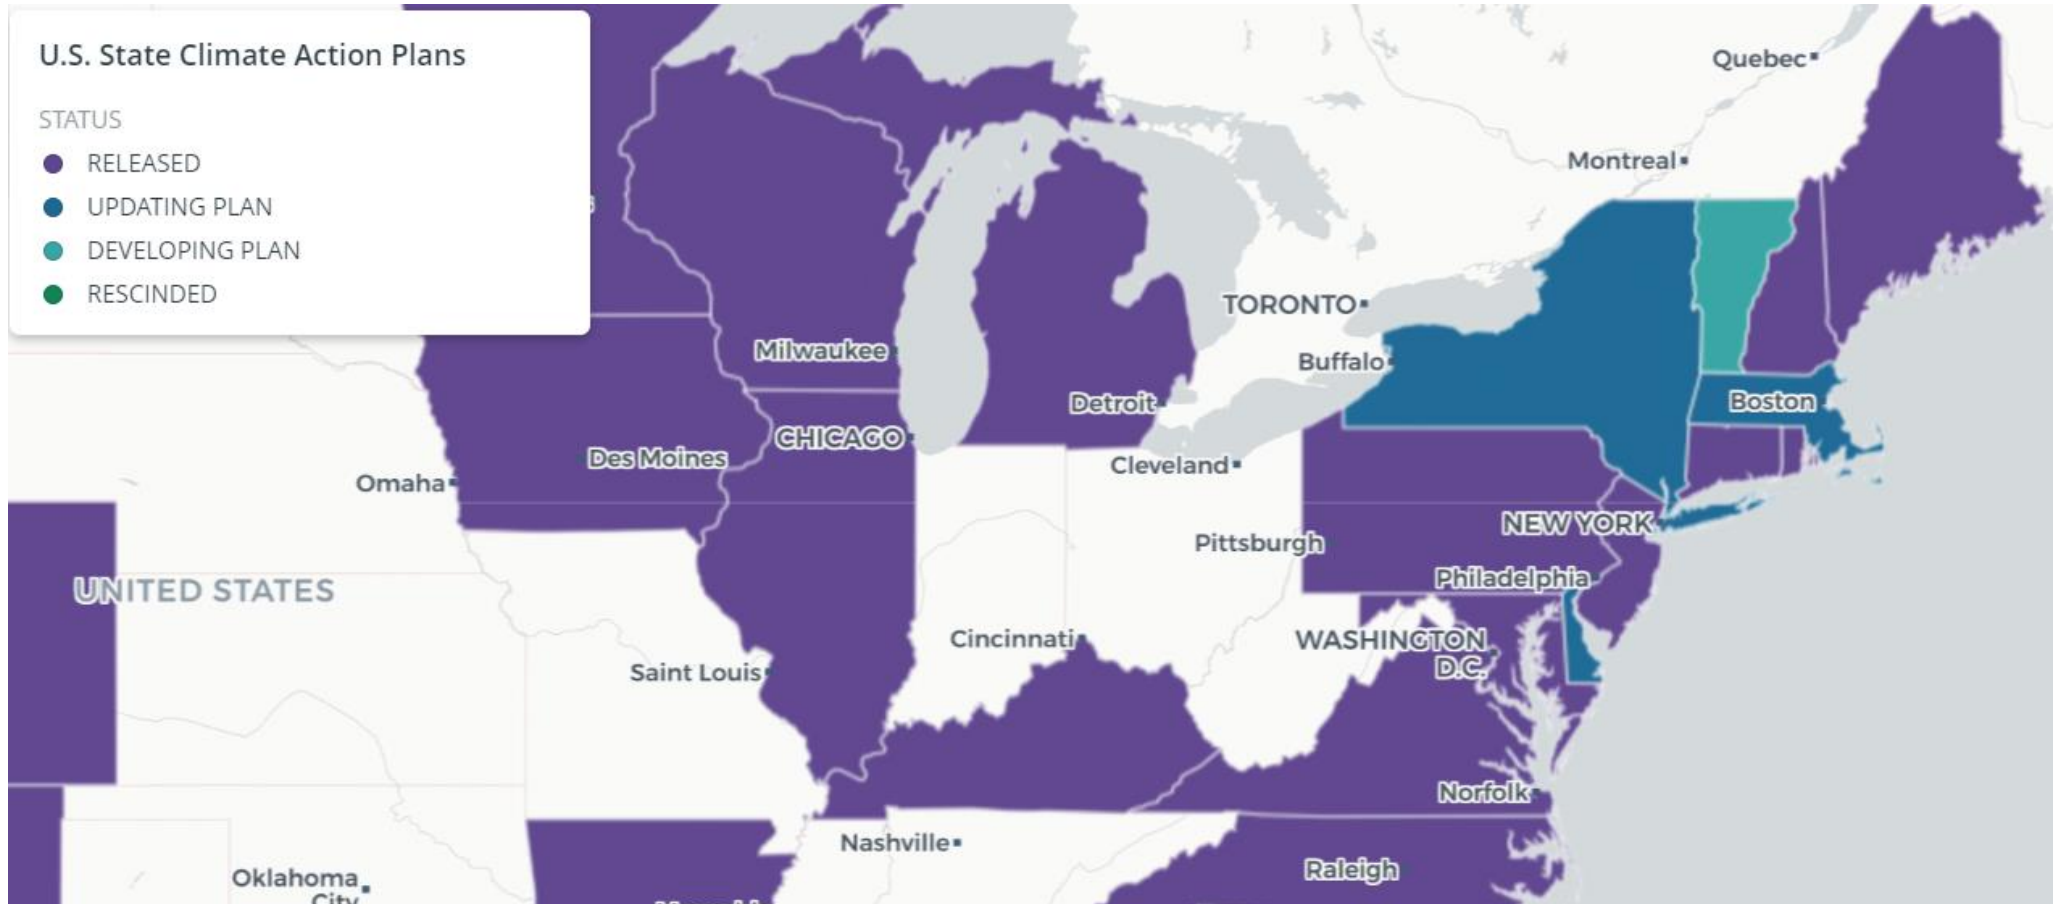 U.S. State Climate Action Plans
STATUS
RELEASED
UPDATING PLAN
DEVELOPING PLAN
RESCINDED
Quebec
Montreal
TORONTO
Milwaukee
Buffalo
Detroit
Boston
CHICAGO
Des Moines
Cleveland
Omaha
NEW YORK
Pittsburgh
Philadelphia
UNITED STATES
Cincinnati
WASHINGTON
D.C.
Saint Louis
Norfolk
Nashville
Raleigh
Oklahoma
City